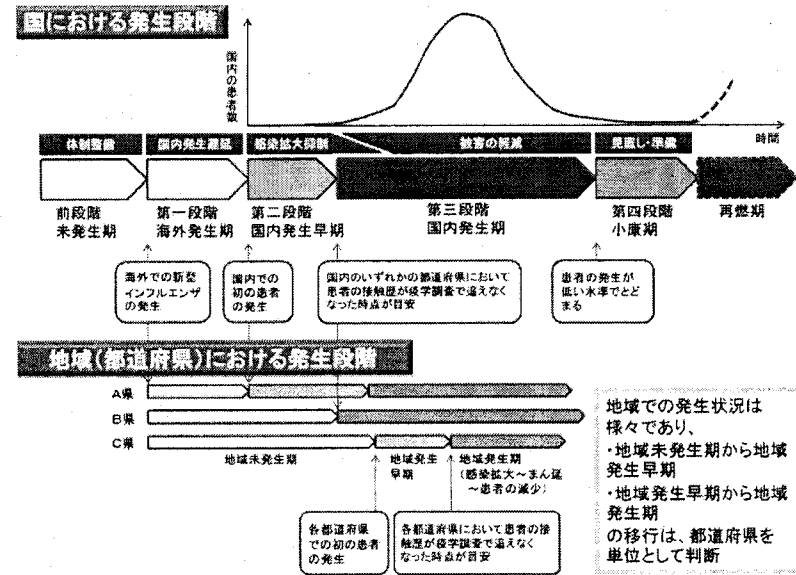 国における発生段階
国内の患者数
時間
体制整備
国内発生遅延
感染拡大抑制
被害の軽減
見直し・準備
前段階
未発生期
第一段階
海外発生期
第二段階
国内発生早期
第三段階
国内発生期
第四段階
小康期
再燃期
海外での新型
インフルエンザ
の発生
国内での
初の患者
の発生
国内のいずれかの都道府県において
患者の接触歴が疫学調査で追えなく
なった時点が目安
患者の発生が
低い水準でとど
まる
地域(都道府県)における発生段階
A県
B県
C県
地域未発生期
地域発生
早期
地域発生期
(感染拡大~まん延
~患者の減少)
各都道府県
での初の患者
の発生
各都道府県において患者の接
触歴が疫学調査で追えなく
なった時点が目安
地域での発生状況は
様々であり、
・地域未発生期から地域
発生早期
・地域発生早期から地域
発生期
の移行は、都道府県を
単位として判断